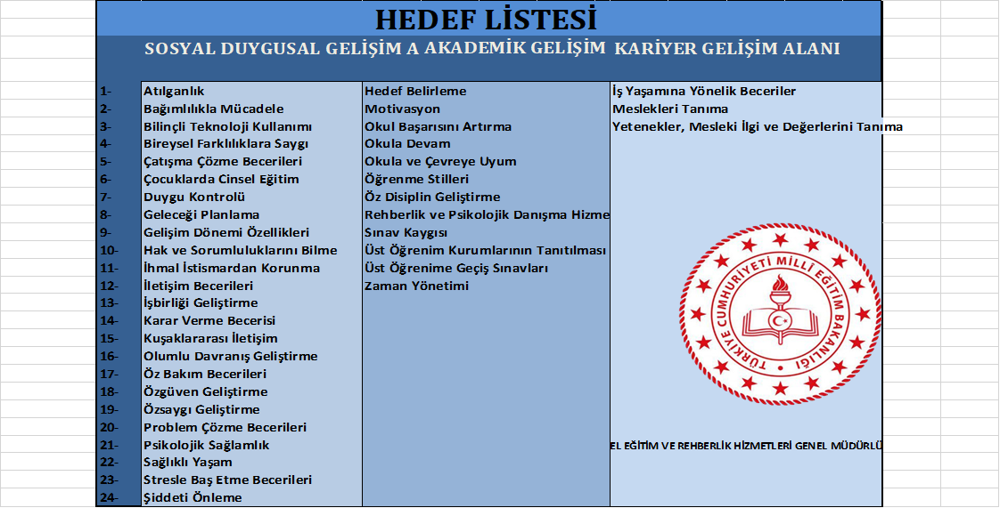 HEDEF LİSTESİ
SOSYAL DUYGUSAL GELİŞİM A AKADEMİK GELİŞİM KARİYER GELİŞİM ALANI
1- Atılganlık Hedef Belirleme İş Yaşamına Yönelik Beceriler
2- Bağımlılıkla Mücadele Motivasyon Meslekleri Tanıma
3- Bilinçli Teknoloji Kullanımı Okul Başarısını Artırma Yetenekler, Mesleki İlgi ve Değerlerini Tanıma
4- Bireysel Farklılıklara Saygı Okula Devam
5- Çatışma Çözme Becerileri Okula ve Çevreye Uyum
6- Çocuklarda Cinsel Eğitim Öğrenme Stilleri
7- Duygu Kontrolü Öz Disiplin Geliştirme
8- Geleceği Planlama Rehberlik ve Psikolojik Danışma Hizme
9- Gelişim Dönemi Özellikleri Sınav Kaygısı
10- Hak ve Sorumluluklarını Bilme Üst Öğrenim Kurumlarının Tanıtılması
11- İhmal İstismardan Korunma Üst Öğrenime Geçiş Sınavları
12- İletişim Becerileri Zaman Yönetimi
13- İşbirliği Geliştirme
14- Karar Verme Becerisi
15- Kuşaklararası İletişim
16- Olumlu Davranış Geliştirme
17- Öz Bakım Becerileri
18- Özgüven Geliştirme
19- Özsaygı Geliştirme
20- Problem Çözme Becerileri
21- Psikolojik Sağlamlık
22- Sağlıklı Yaşam
23- Stresle Baş Etme Becerileri
24- Şiddeti Önleme
TÜRKİYE CUMHURİYETİ MİLLÎ EĞİTİM BAKANLIĞI
EL EĞİTİM VE REHBERLİK HİZMETLERİ GENEL MÜDÜRLÜ